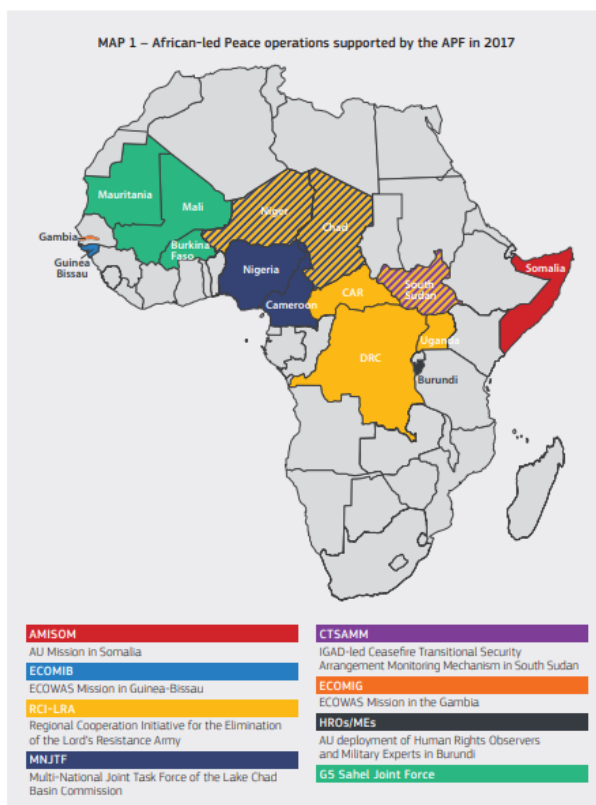 MAP 1 – African-led Peace operations supported by the APF in 2017
Mauritania
Mali
Niger
Chad
Gambia
Burkina
Faso
Guinea
Bissau
Nigeria
Somalia
South
Sudan
CAR
Cameroon
Uganda
DRC
Burundi
AMISOM
AU Mission in Somalia
ECOMIB
ECOWAS Mission in Guinea-Bissau
RCI-LRA
Regional Cooperation Initiative for the Elimination
of the Lord's Resistance Army
MNJTF
Multi-National Joint Task Force of the Lake Chad
Basin Commission
CTSAMM
IGAD-led Ceasefire Transitional Security
Arrangement Monitoring Mechanism in South Sudan
ECOMIG
ECOWAS Mission in the Gambia
HROs/MEs
AU deployment of Human Rights Observers
and Military Experts in Burundi
G5 Sahel Joint Force